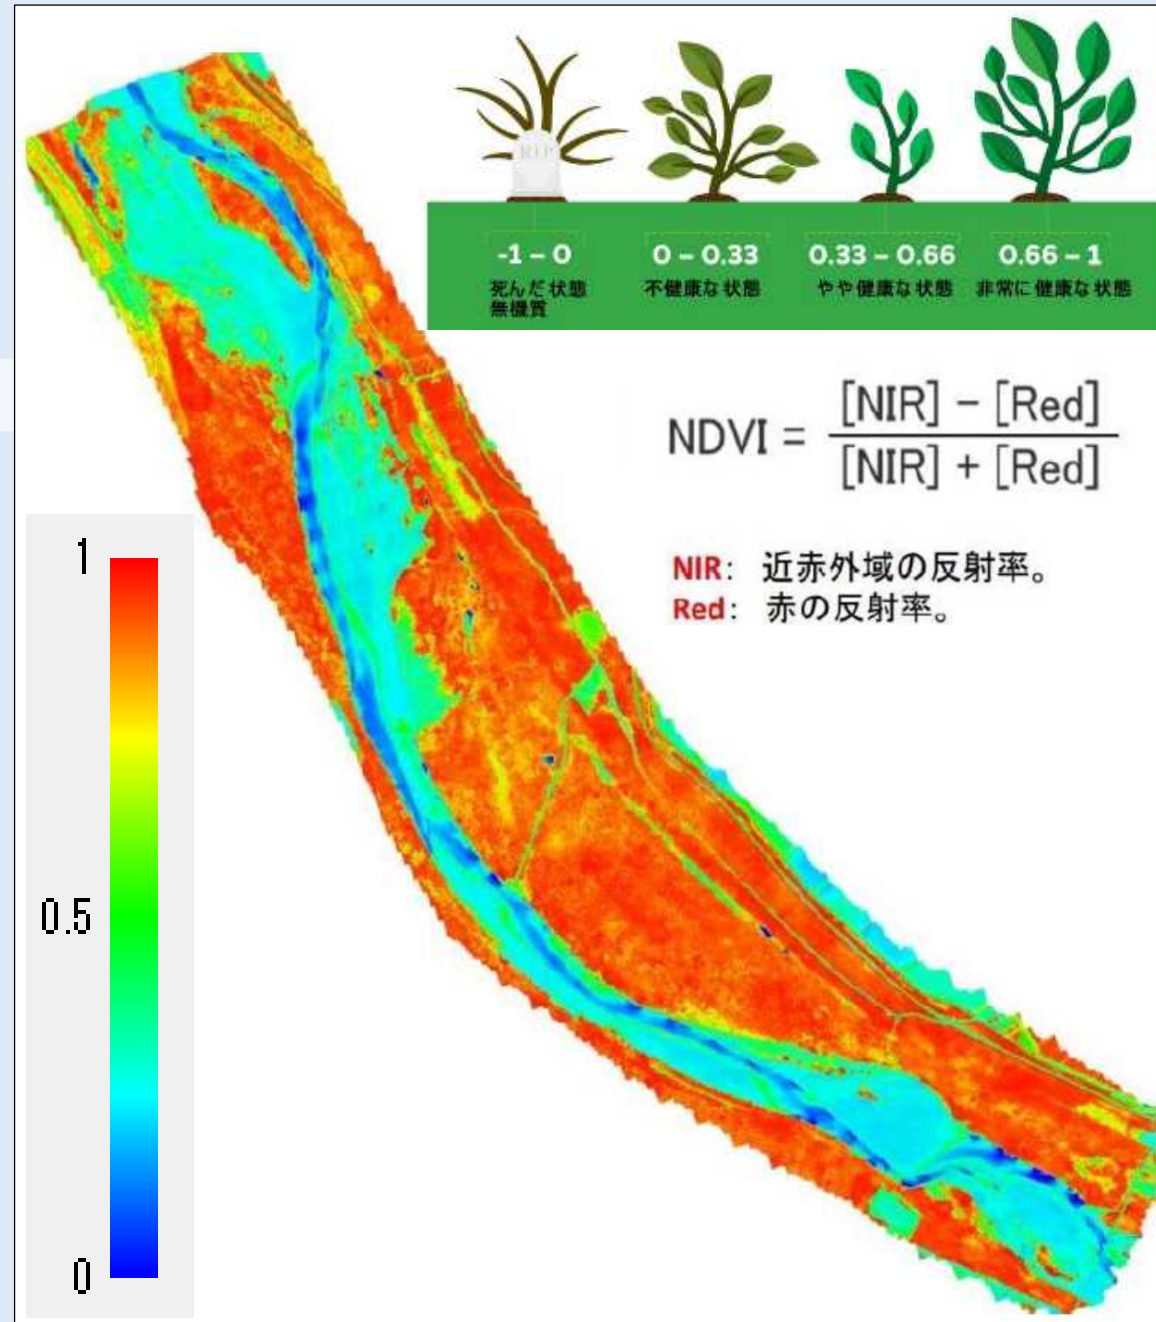 RIP
-1 – 0
死んだ状態
無機質
0 – 0.33
不健康な状態
0.33 – 0.66
やや健康な状態
0.66 – 1
非常に健康な状態
NDVI = [NIR] − [Red]
[NIR] + [Red]
NIR： 近赤外域の反射率。
Red： 赤の反射率。
1
0.5
0